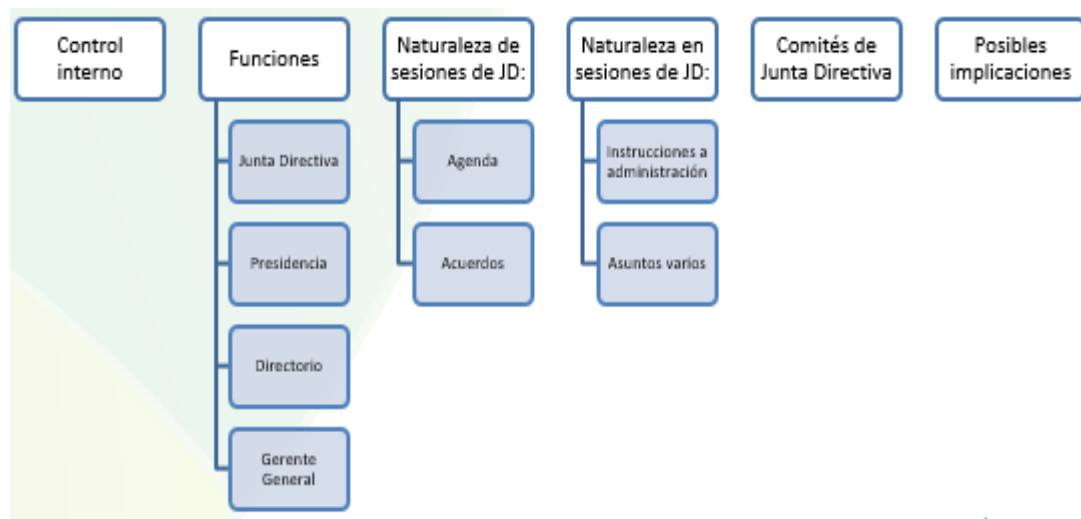 Control
interno
Funciones
Junta Directiva
Presidencia
Directorio
Gerente
General
Naturaleza de
sesiones de JD:
Agenda
Acuerdos
Naturaleza en
sesiones de JD:
Instrucciones a
administración
Asuntos varios
Comités de
Junta Directiva
Posibles
implicaciones